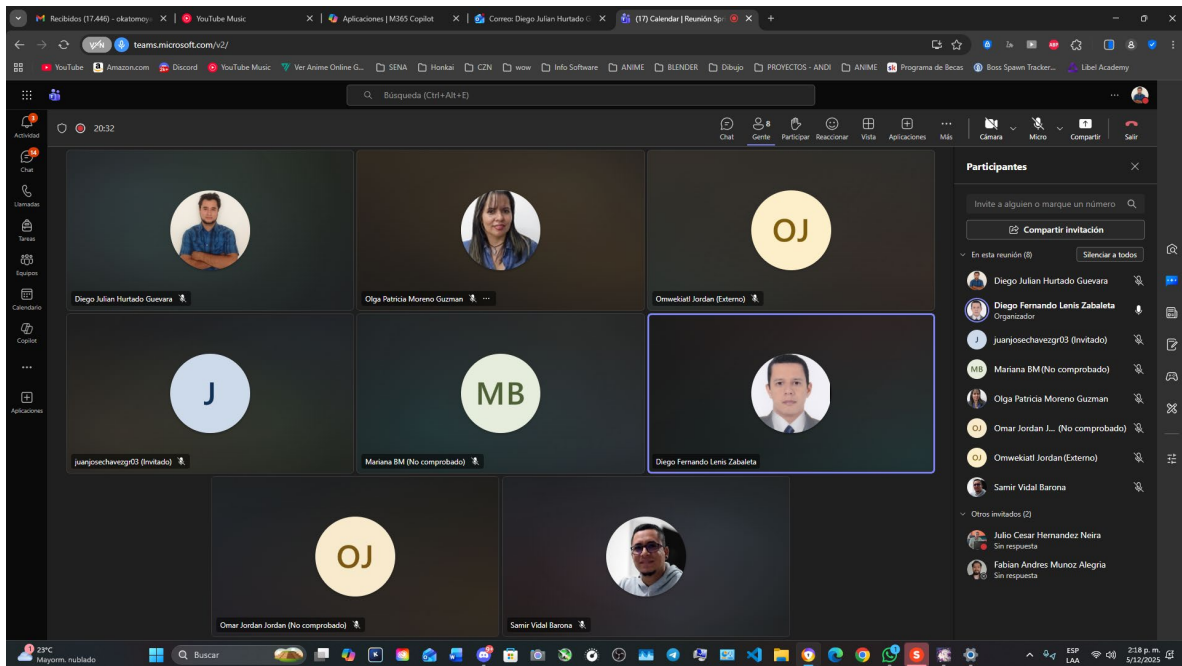 Recibidos (17.446) - okatomoya
YouTube Music
Aplicaciones | M365 Copilot
Correo: Diego Julian Hurtado G
(17) Calendar | Reunión Spri
teams.microsoft.com/v2/
YouTube
Amazon.com
Discord
YouTube Music
Ver Anime Online G...
SENA
Honkai
CZN
wow
Info Software
ANIME
BLENDER
Dibujo
PROYECTOS - ANDI
ANIME
Programa de Becas
Boss Spawn Tracker...
Libel Academy
Búsqueda (Ctrl+Alt+E)
20:32
Chat
8
Gente
Participar
Reaccionar
Vista
Aplicaciones
Más
Cámara
Micro
Compartir
Salir
1
Actividad
14
Chat
Llamadas
Tareas
Equipos
Calendario
Copilot
Aplicaciones
Diego Julian Hurtado Guevara
Olga Patricia Moreno Guzman
OJ
Omwekiatl Jordan (Externo)
J
juanjosechavezgr03 (Invitado)
MB
Mariana BM (No comprobado)
Diego Fernando Lenis Zabaleta
OJ
Omar Jordan Jordan (No comprobado)
Samir Vidal Barona
Participantes
Invite a alguien o marque un número
Compartir invitación
En esta reunión (8)
Silenciar a todos
Diego Julian Hurtado Guevara
Diego Fernando Lenis Zabaleta
Organizador
J
juanjosechavezgr03 (Invitado)
MB
Mariana BM (No comprobado)
Olga Patricia Moreno Guzman
OJ
Omar Jordan J... (No comprobado)
OJ
Omwekiatl Jordan (Externo)
Samir Vidal Barona
Otros invitados (2)
Julio Cesar Hernandez Neira
Sin respuesta
Fabian Andres Munoz Alegria
Sin respuesta
23°C
Mayorm. nublado
Buscar
ESP
LAA
2:18 p. m.
5/12/2025